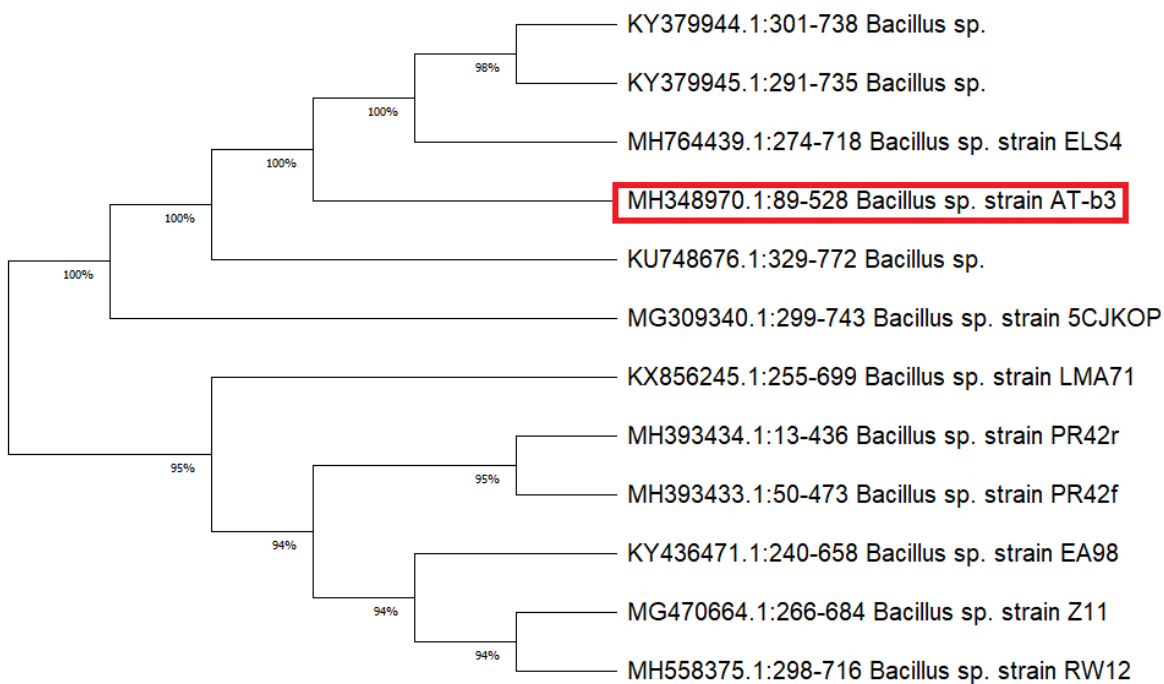 KY379944.1:301-738 Bacillus sp.
98%
KY379945.1:291-735 Bacillus sp.
100%
MH764439.1:274-718 Bacillus sp. strain ELS4
100%
MH348970.1:89-528 Bacillus sp. strain AT-b3
100%
KU748676.1:329-772 Bacillus sp.
100%
MG309340.1:299-743 Bacillus sp. strain 5CJKOP
KX856245.1:255-699 Bacillus sp. strain LMA71
MH393434.1:13-436 Bacillus sp. strain PR42r
95%
95%
MH393433.1:50-473 Bacillus sp. strain PR42f
94%
KY436471.1:240-658 Bacillus sp. strain EA98
94%
MG470664.1:266-684 Bacillus sp. strain Z11
94%
MH558375.1:298-716 Bacillus sp. strain RW12